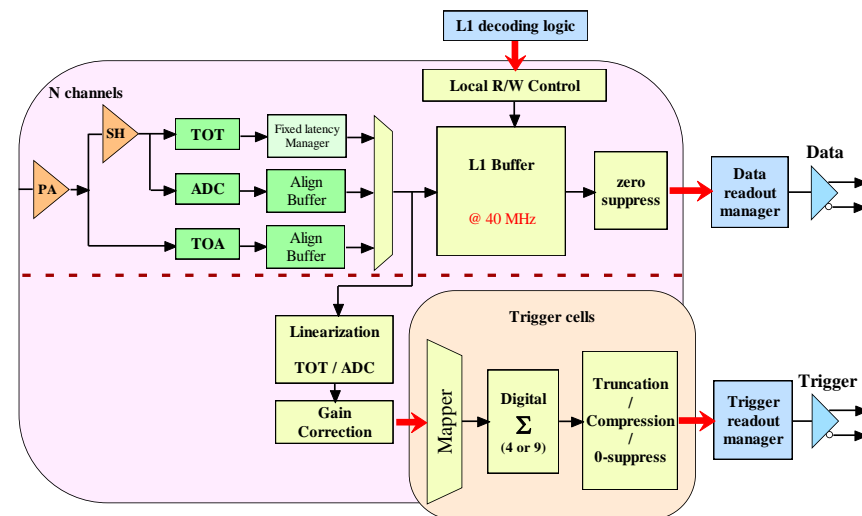 L1 decoding logic
N channels
Local R/W Control
SH
TOT
Fixed latency
Manager
L1 Buffer
@ 40 MHz
zero
suppress
Data
readout
manager
Data
PA
ADC
Align
Buffer
TOA
Align
Buffer
Linearization
TOT / ADC
Gain
Correction
Trigger cells
Mapper
Digital
Σ
(4 or 9)
Truncation
/
Compression
/
0-suppress
Trigger
readout
manager
Trigger